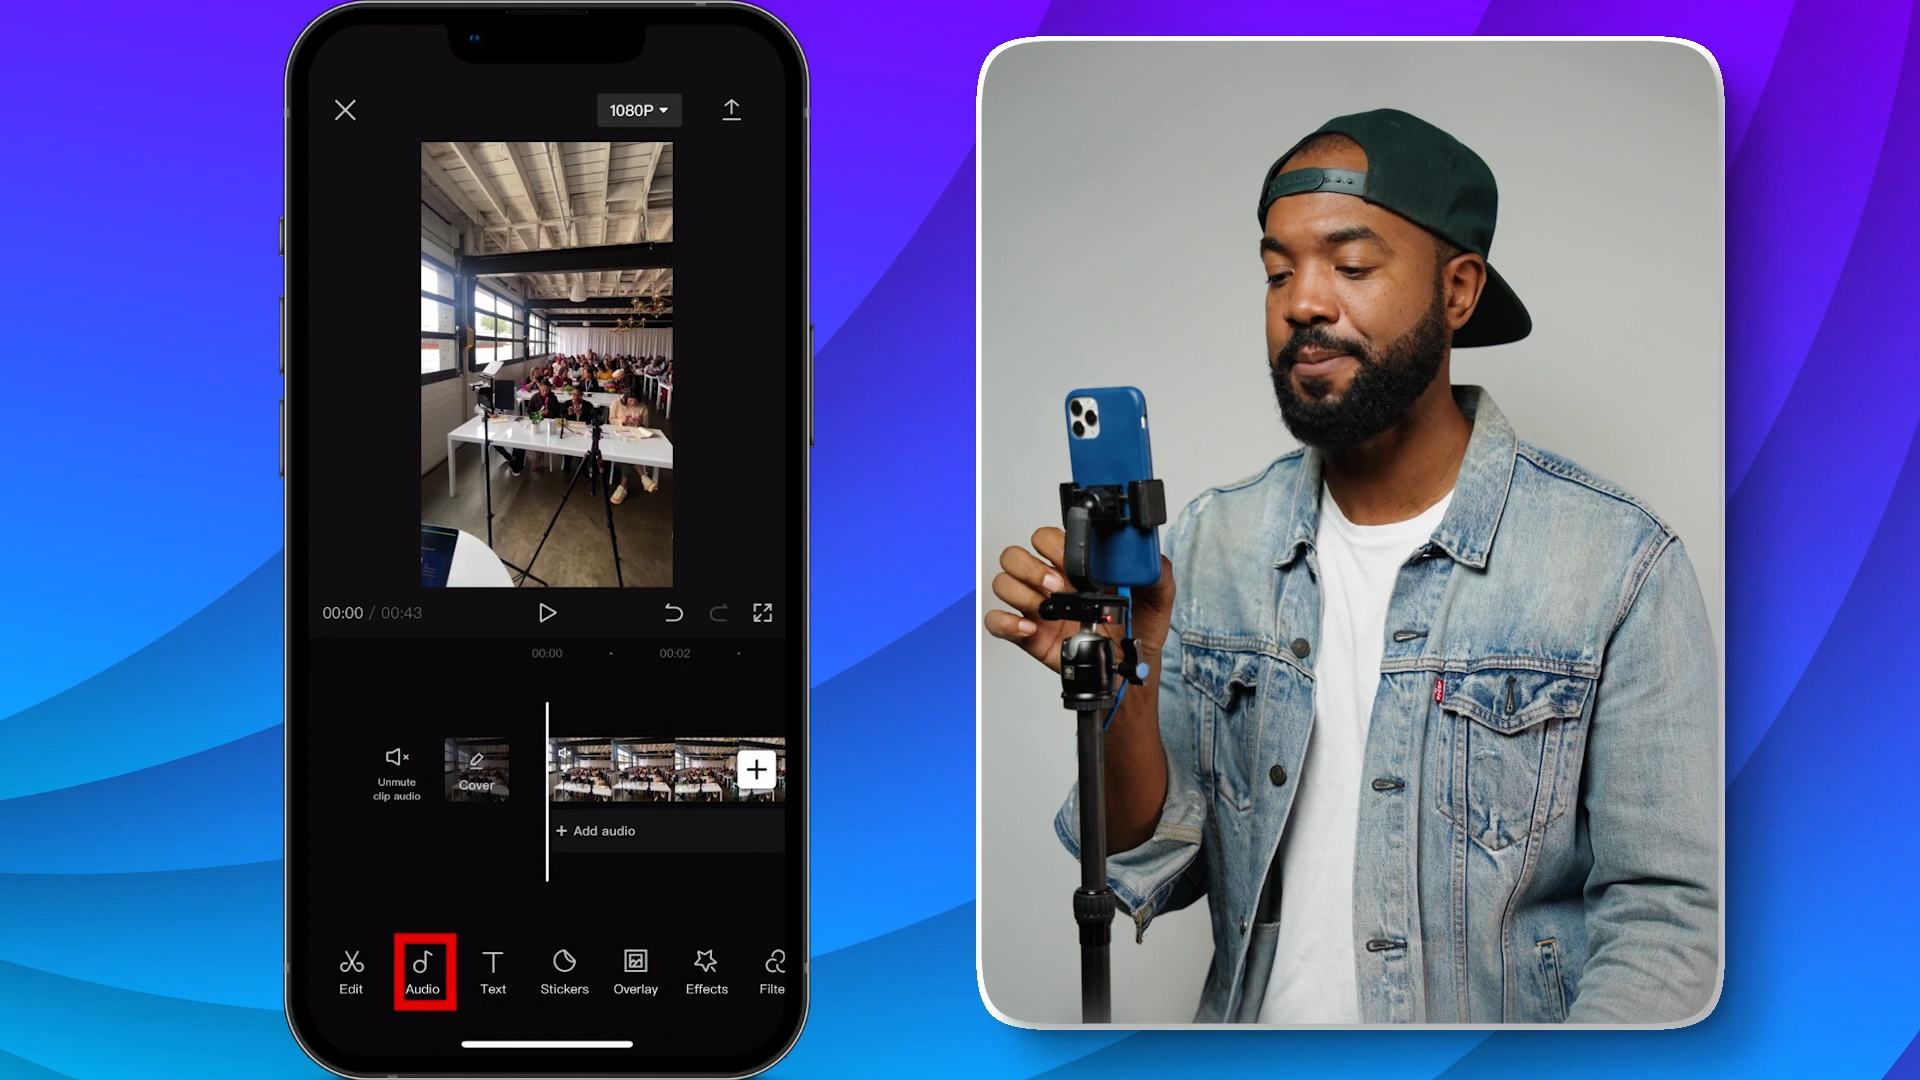 1080P
00:00 / 00:43
00:00
00:02
Unmute
clip audio
Cover
+ Add audio
Edit
Audio
Text
Stickers
Overlay
Effects
Filte